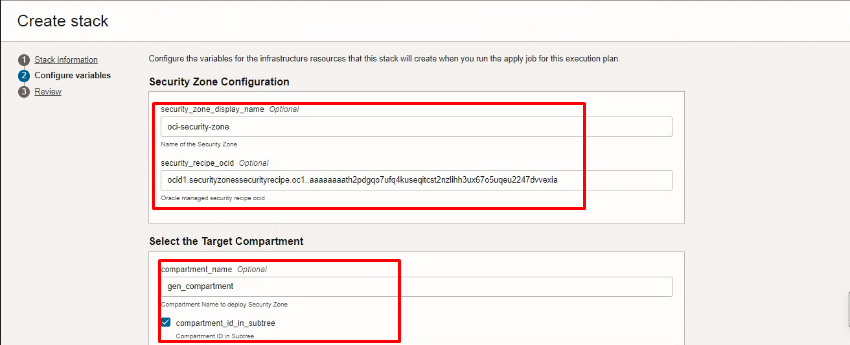 Create stack
1 Stack information
2 Configure variables
3 Review
Configure the variables for the infrastructure resources that this stack will create when you run the apply job for this execution plan.
Security Zone Configuration
security_zone_display_name Optional
oci-security-zone
Name of the Security Zone
security_recipe_ocid Optional
ocid1.securityzonessecurityrecipe.oc1..aaaaaaaath2pdgqo7ufq4kuseqitcst2nzlihh3ux67o5uqeu2247dvvexla
Oracle managed security recipe ocid
Select the Target Compartment
compartment_name Optional
gen_compartment
Compartment Name to deploy Security Zone
compartment_id_in_subtree
Compartment ID in Subtree